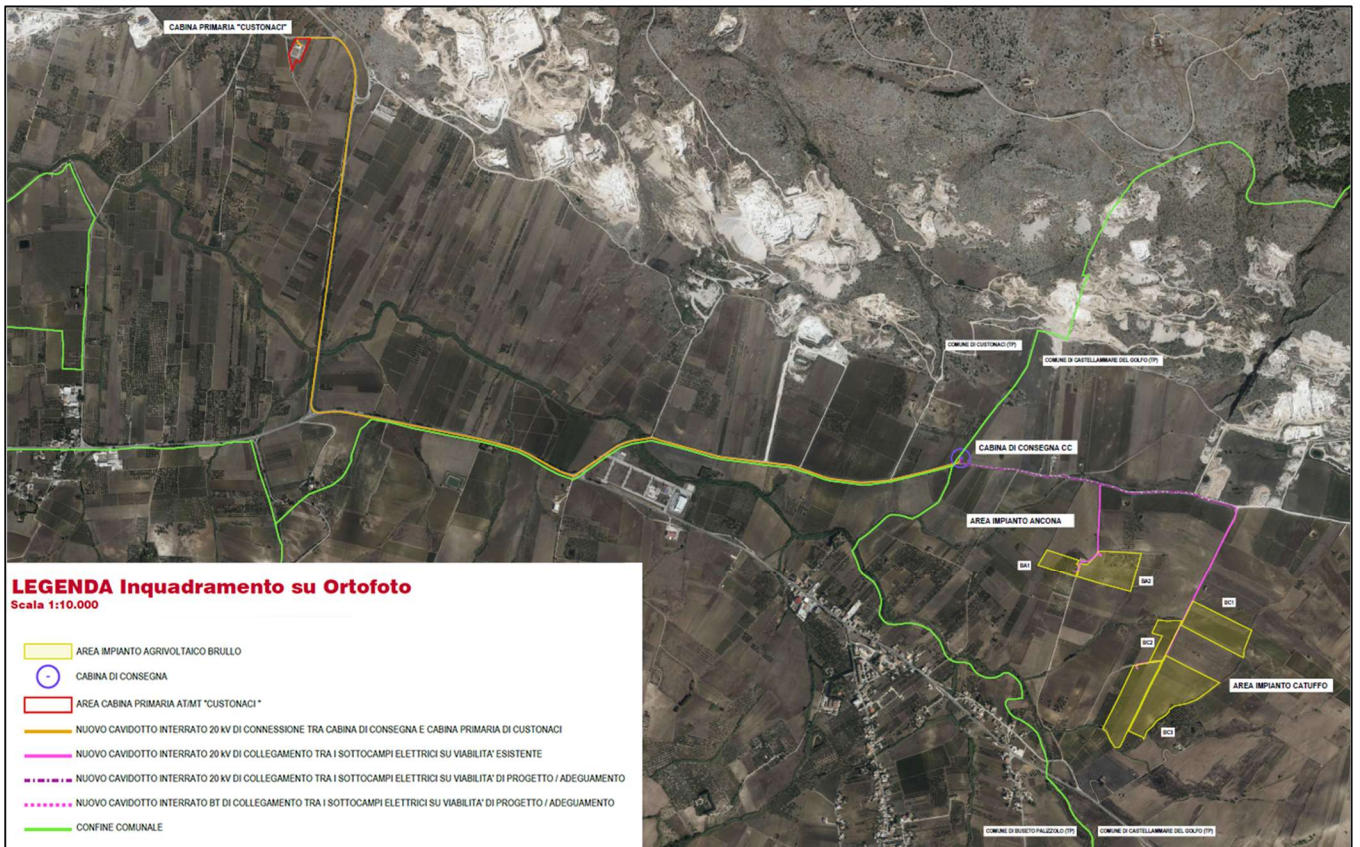 CABINA PRIMARIA "CUSTONACI"
COMUNE DI CUSTONACI (TP)
COMUNE DI CASTELLAMMARE DEL GOLFO (TP)
CABINA DI CONSEGNA CC
AREA IMPIANTO ANCONA
BA1
BA2
BC1
BC2
AREA IMPIANTO CATUFFO
BC3
COMUNE DI BUSETO PALIZZOLO (TP)
COMUNE DI CASTELLAMMARE DEL GOLFO (TP)
LEGENDA Inquadramento su Ortofoto
Scala 1:10.000
AREA IMPIANTO AGRIVOLTAICO BRULLO
CABINA DI CONSEGNA
AREA CABINA PRIMARIA AT/MT "CUSTONACI "
NUOVO CAVIDOTTO INTERRATO 20 kV DI CONNESSIONE TRA CABINA DI CONSEGNA E CABINA PRIMARIA DI CUSTONACI
NUOVO CAVIDOTTO INTERRATO 20 kV DI COLLEGAMENTO TRA I SOTTOCAMPI ELETTRICI SU VIABILITA' ESISTENTE
NUOVO CAVIDOTTO INTERRATO 20 kV DI COLLEGAMENTO TRA I SOTTOCAMPI ELETTRICI SU VIABILITA' DI PROGETTO / ADEGUAMENTO
NUOVO CAVIDOTTO INTERRATO BT DI COLLEGAMENTO TRA I SOTTOCAMPI ELETTRICI SU VIABILITA' DI PROGETTO / ADEGUAMENTO
CONFINE COMUNALE